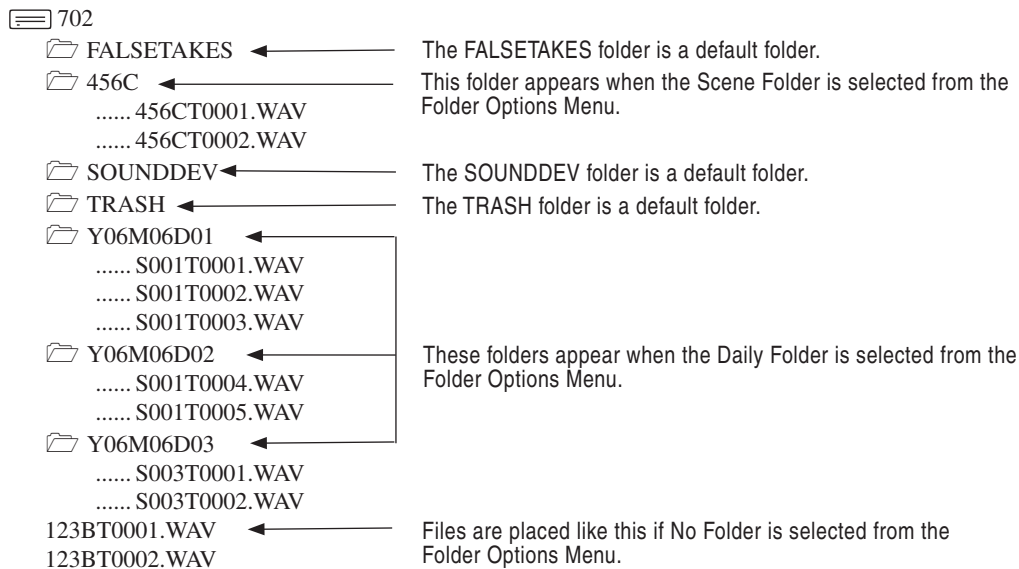 702
FALSETAKES
The FALSETAKES folder is a default folder.
456C
This folder appears when the Scene Folder is selected from the
Folder Options Menu.
...... 456CT0001.WAV
...... 456CT0002.WAV
SOUNDDEV
The SOUNDDEV folder is a default folder.
TRASH
The TRASH folder is a default folder.
Y06M06D01
...... S001T0001.WAV
...... S001T0002.WAV
...... S001T0003.WAV
Y06M06D02
These folders appear when the Daily Folder is selected from the
Folder Options Menu.
...... S001T0004.WAV
...... S001T0005.WAV
Y06M06D03
...... S003T0001.WAV
...... S003T0002.WAV
123BT0001.WAV
Files are placed like this if No Folder is selected from the
Folder Options Menu.
123BT0002.WAV